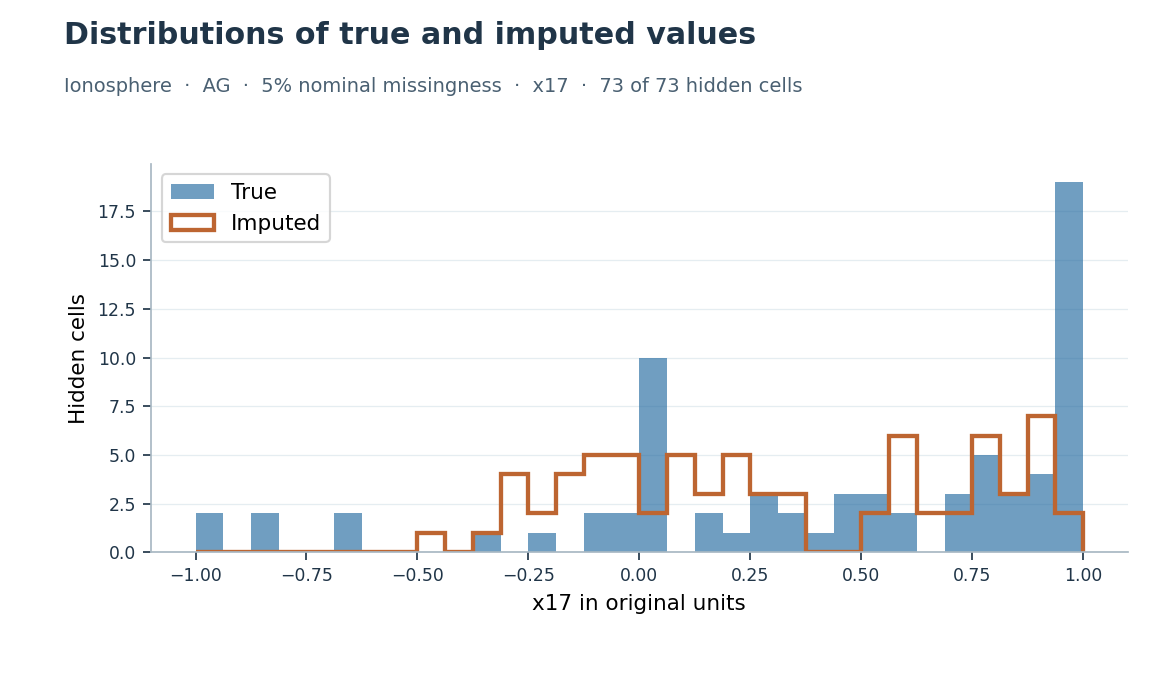 Distributions of true and imputed values
Ionosphere · AG · 5% nominal missingness · x17 · 73 of 73 hidden cells
True
Imputed
Hidden cells
17.5
15.0
12.5
10.0
7.5
5.0
2.5
0.0
−1.00 −0.75 −0.50 −0.25 0.00 0.25 0.50 0.75 1.00
x17 in original units